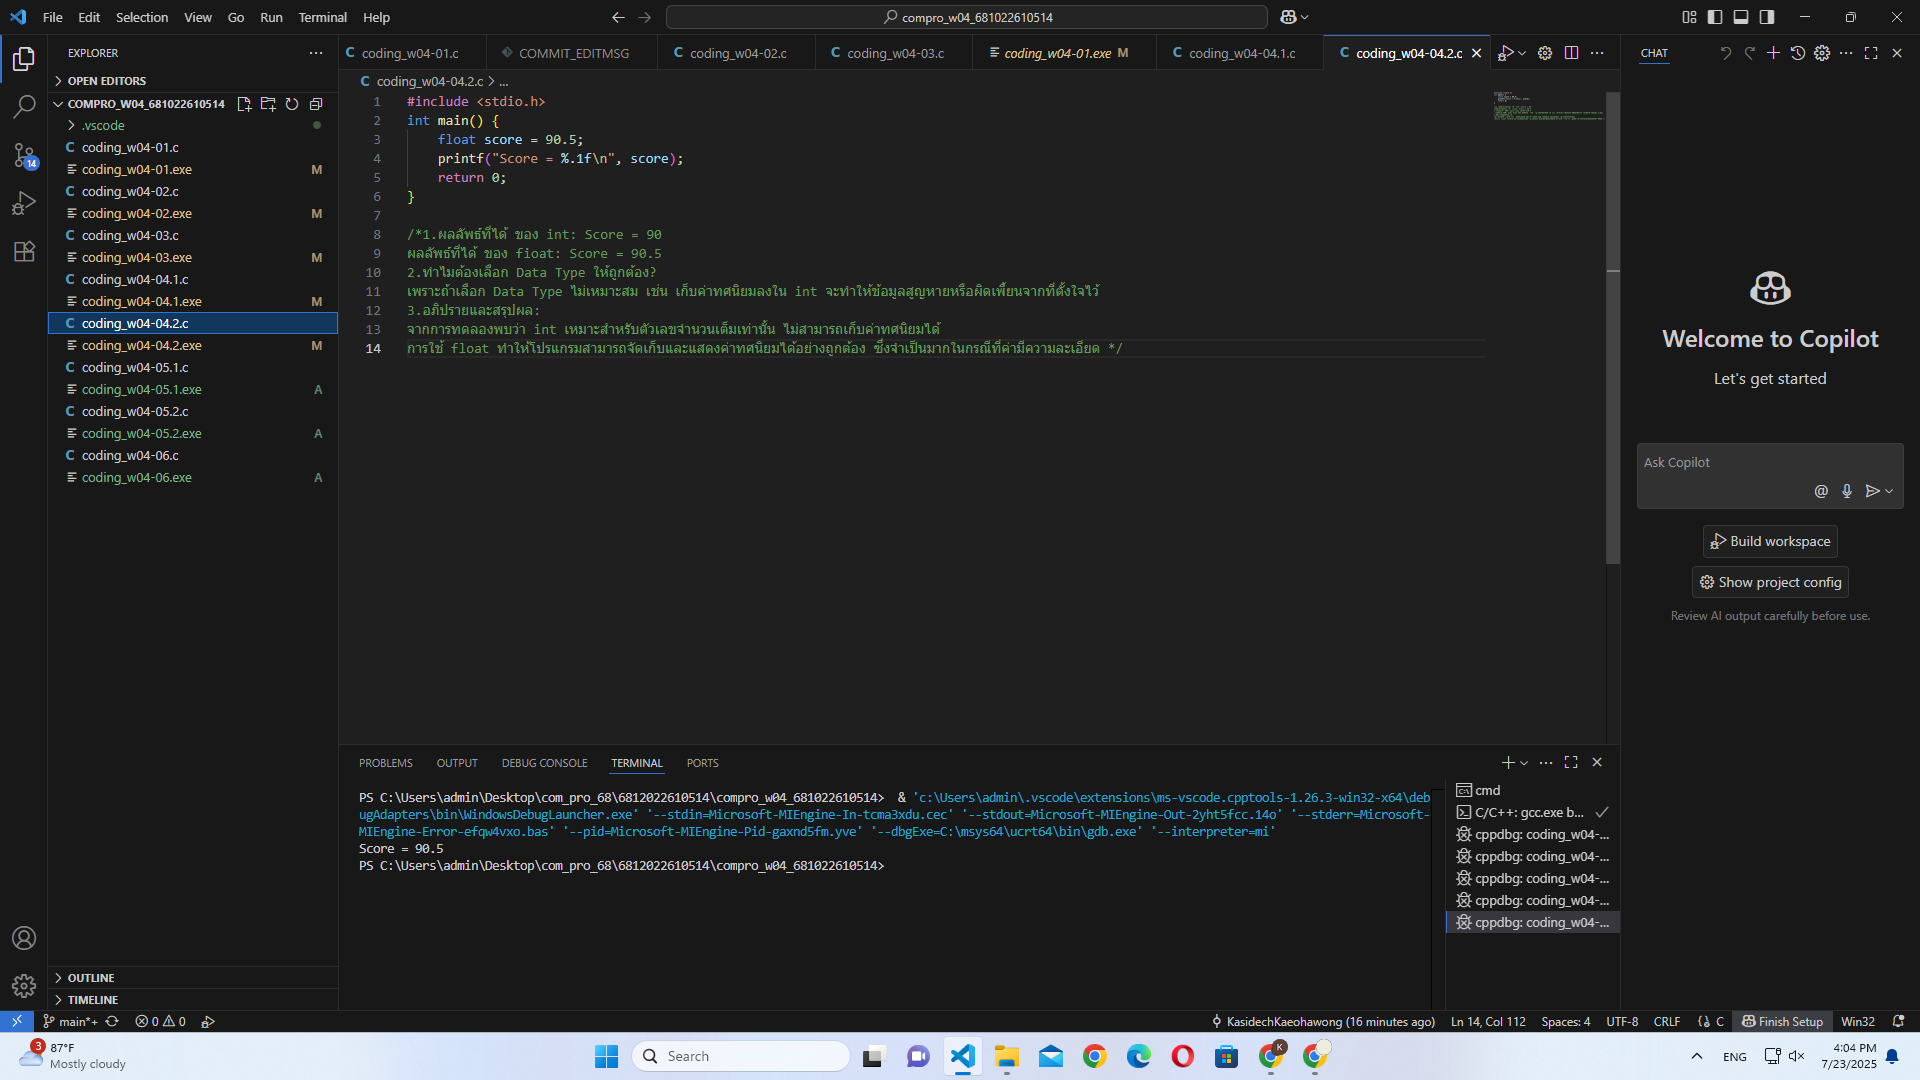 File Edit Selection View Go Run Terminal Help
compro_w04_681022610514
EXPLORER
OPEN EDITORS
COMPRO_W04_681022610514
.vscode
coding_w04-01.c
coding_w04-01.exe M
coding_w04-02.c
coding_w04-02.exe M
coding_w04-03.c
coding_w04-03.exe M
coding_w04-04.1.c
coding_w04-04.1.exe M
coding_w04-04.2.c
coding_w04-04.2.exe M
coding_w04-05.1.c
coding_w04-05.1.exe A
coding_w04-05.2.c
coding_w04-05.2.exe A
coding_w04-06.c
coding_w04-06.exe A
OUTLINE
TIMELINE
14
coding_w04-01.c COMMIT_EDITMSG coding_w04-02.c coding_w04-03.c coding_w04-01.exe M coding_w04-04.1.c coding_w04-04.2.c
coding_w04-04.2.c > ...
1 #include <stdio.h>
2 int main() {
3 float score = 90.5;
4 printf("Score = %.1f\n", score);
5 return 0;
6 }
7
8 /*1.ผลลัพธ์ที่ได้ ของ int: Score = 90
9 ผลลัพธ์ที่ได้ ของ fioat: Score = 90.5
10 2.ทำไมต้องเลือก Data Type ให้ถูกต้อง?
11 เพราะถ้าเลือก Data Type ไม่เหมาะสม เช่น เก็บค่าทศนิยมลงใน int จะทำให้ข้อมูลสูญหายหรือผิดเพี้ยนจากที่ตั้งใจไว้
12 3.อภิปรายและสรุปผล:
13 จากการทดลองพบว่า int เหมาะสำหรับตัวเลขจำนวนเต็มเท่านั้น ไม่สามารถเก็บค่าทศนิยมได้
14 การใช้ float ทำให้โปรแกรมสามารถจัดเก็บและแสดงค่าทศนิยมได้อย่างถูกต้อง ซึ่งจำเป็นมากในกรณีที่ค่ามีความละเอียด */
PROBLEMS OUTPUT DEBUG CONSOLE TERMINAL PORTS
PS C:\Users\admin\Desktop\com_pro_68\6812022610514\compro_w04_681022610514> & 'c:\Users\admin\.vscode\extensions\ms-vscode.cpptools-1.26.3-win32-x64\deb
ugAdapters\bin\WindowsDebugLauncher.exe' '--stdin=Microsoft-MIEngine-In-tcma3xdu.cec' '--stdout=Microsoft-MIEngine-Out-2yht5fcc.14o' '--stderr=Microsoft-
MIEngine-Error-efqw4vxo.bas' '--pid=Microsoft-MIEngine-Pid-gaxnd5fm.yve' '--dbgExe=C:\msys64\ucrt64\bin\gdb.exe' '--interpreter=mi'
Score = 90.5
PS C:\Users\admin\Desktop\com_pro_68\6812022610514\compro_w04_681022610514>
cmd
C/C++: gcc.exe b...
cppdbg: coding_w04-...
cppdbg: coding_w04-...
cppdbg: coding_w04-...
cppdbg: coding_w04-...
cppdbg: coding_w04-...
CHAT
Welcome to Copilot
Let's get started
Ask Copilot
Build workspace
Show project config
Review AI output carefully before use.
main*+ 0 0 KasidechKaeohawong (16 minutes ago) Ln 14, Col 112 Spaces: 4 UTF-8 CRLF {} C Finish Setup Win32
3 87°F
Mostly cloudy
Search
K
ENG
4:04 PM
7/23/2025